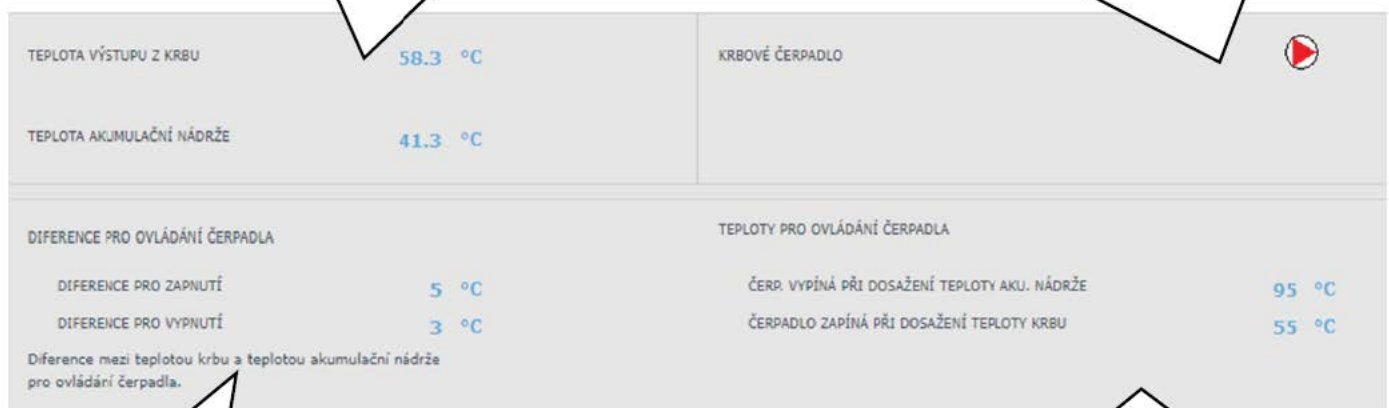 TEPLOTA VÝSTUPU Z KRBU 58.3 °C
KRBOVÉ ČERPADLO
TEPLOTA AKUMULAČNÍ NÁDRŽE 41.3 °C
DIFERENCE PRO OVLÁDÁNÍ ČERPADLA
DIFERENCE PRO ZAPNUTÍ 5 °C
DIFERENCE PRO VYPNUTÍ 3 °C
Diference mezi teplotou krbu a teplotou akumulační nádrže
pro ovládání čerpadla.
TEPLOTY PRO OVLÁDÁNÍ ČERPADLA
ČERP. VYPÍNÁ PŘI DOSAŽENÍ TEPLOTY AKU. NÁDRŽE 95 °C
ČERPADLO ZAPÍNÁ PŘI DOSAŽENÍ TEPLOTY KRBU 55 °C